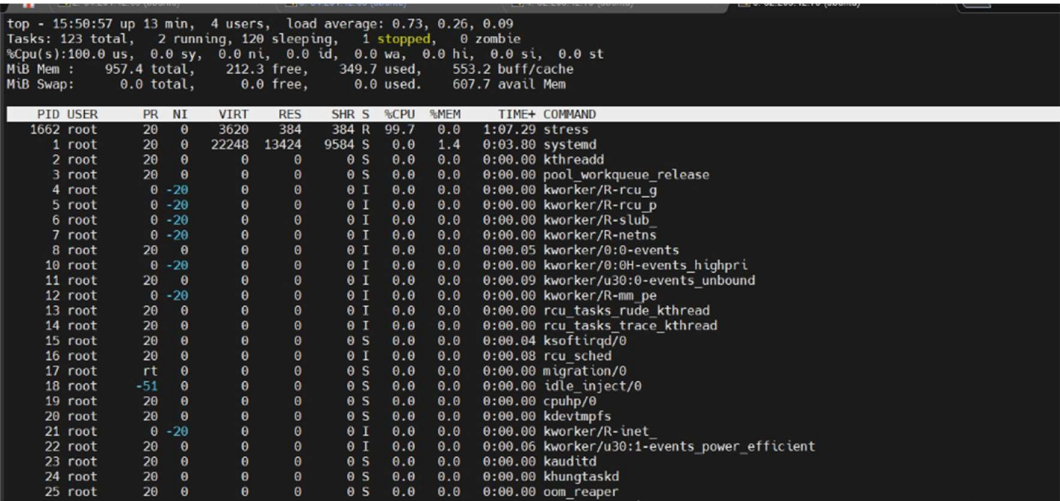 top - 15:50:57 up 13 min,  4 users,  load average: 0.73, 0.26, 0.09
Tasks: 123 total,   2 running, 120 sleeping,   1 stopped,   0 zombie
%Cpu(s):100.0 us,  0.0 sy,  0.0 ni,  0.0 id,  0.0 wa,  0.0 hi,  0.0 si,  0.0 st
MiB Mem :    957.4 total,    212.3 free,    349.7 used,    553.2 buff/cache
MiB Swap:      0.0 total,      0.0 free,      0.0 used.    607.7 avail Mem
PID USER      PR  NI    VIRT    RES    SHR S  %CPU  %MEM     TIME+ COMMAND
1662 root      20   0    3620    384    384 R  99.7   0.0   1:07.29 stress
1 root      20   0   22248  13424   9584 S   0.0   1.4   0:03.80 systemd
2 root      20   0       0      0      0 S   0.0   0.0   0:00.00 kthreadd
3 root      20   0       0      0      0 S   0.0   0.0   0:00.00 pool_workqueue_release
4 root       0 -20       0      0      0 I   0.0   0.0   0:00.00 kworker/R-rcu_g
5 root       0 -20       0      0      0 I   0.0   0.0   0:00.00 kworker/R-rcu_p
6 root       0 -20       0      0      0 I   0.0   0.0   0:00.00 kworker/R-slub_
7 root       0 -20       0      0      0 I   0.0   0.0   0:00.00 kworker/R-netns
8 root      20   0       0      0      0 I   0.0   0.0   0:00.05 kworker/0:0-events
10 root       0 -20       0      0      0 I   0.0   0.0   0:00.00 kworker/0:0H-events_highpri
11 root      20   0       0      0      0 I   0.0   0.0   0:00.09 kworker/u30:0-events_unbound
12 root       0 -20       0      0      0 I   0.0   0.0   0:00.00 kworker/R-mm_pe
13 root      20   0       0      0      0 I   0.0   0.0   0:00.00 rcu_tasks_rude_kthread
14 root      20   0       0      0      0 I   0.0   0.0   0:00.00 rcu_tasks_trace_kthread
15 root      20   0       0      0      0 S   0.0   0.0   0:00.04 ksoftirqd/0
16 root      20   0       0      0      0 I   0.0   0.0   0:00.08 rcu_sched
17 root      rt   0       0      0      0 S   0.0   0.0   0:00.00 migration/0
18 root     -51   0       0      0      0 S   0.0   0.0   0:00.00 idle_inject/0
19 root      20   0       0      0      0 S   0.0   0.0   0:00.00 cpuhp/0
20 root      20   0       0      0      0 S   0.0   0.0   0:00.00 kdevtmpfs
21 root       0 -20       0      0      0 I   0.0   0.0   0:00.00 kworker/R-inet_
22 root      20   0       0      0      0 I   0.0   0.0   0:00.06 kworker/u30:1-events_power_efficient
23 root      20   0       0      0      0 S   0.0   0.0   0:00.00 kauditd
24 root      20   0       0      0      0 S   0.0   0.0   0:00.00 khungtaskd
25 root      20   0       0      0      0 S   0.0   0.0   0:00.00 oom_reaper